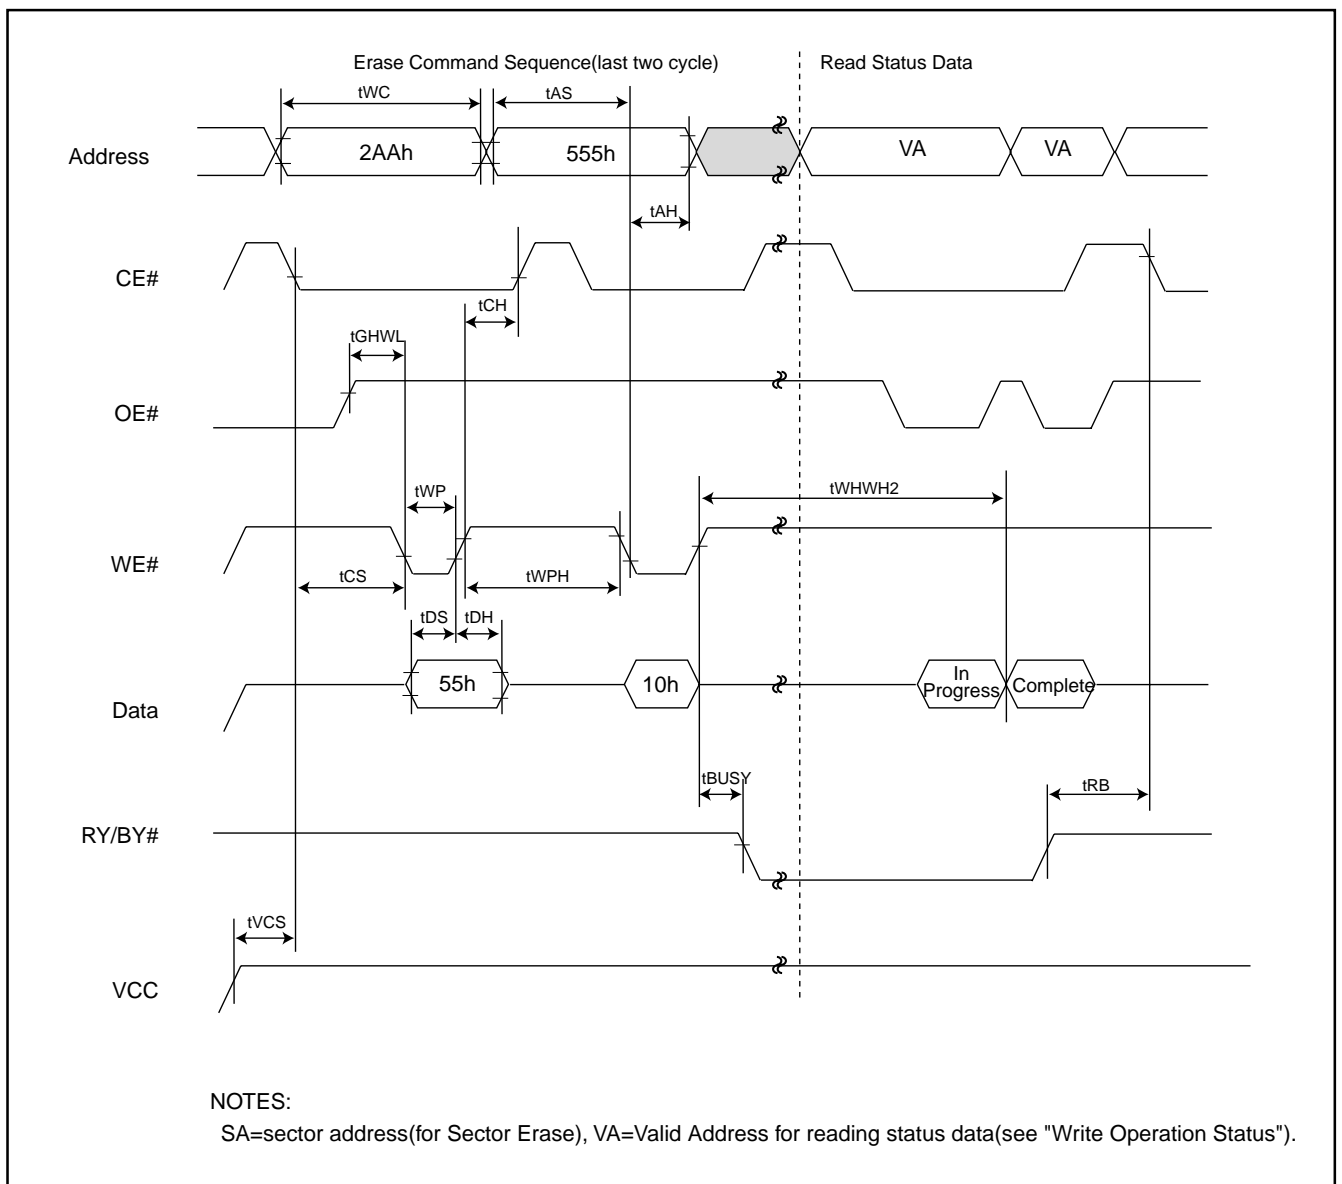 Erase Command Sequence(last two cycle)
Read Status Data
tWC
tAS
Address
2AAh
555h
VA
VA
tAH
CE#
tCH
tGHWL
OE#
tWHWH2
tWP
WE#
tCS
tWPH
tDS
tDH
55h
10h
In
Progress
Complete
Data
tBUSY
tRB
RY/BY#
tVCS
VCC
NOTES:
SA=sector address(for Sector Erase), VA=Valid Address for reading status data(see "Write Operation Status").